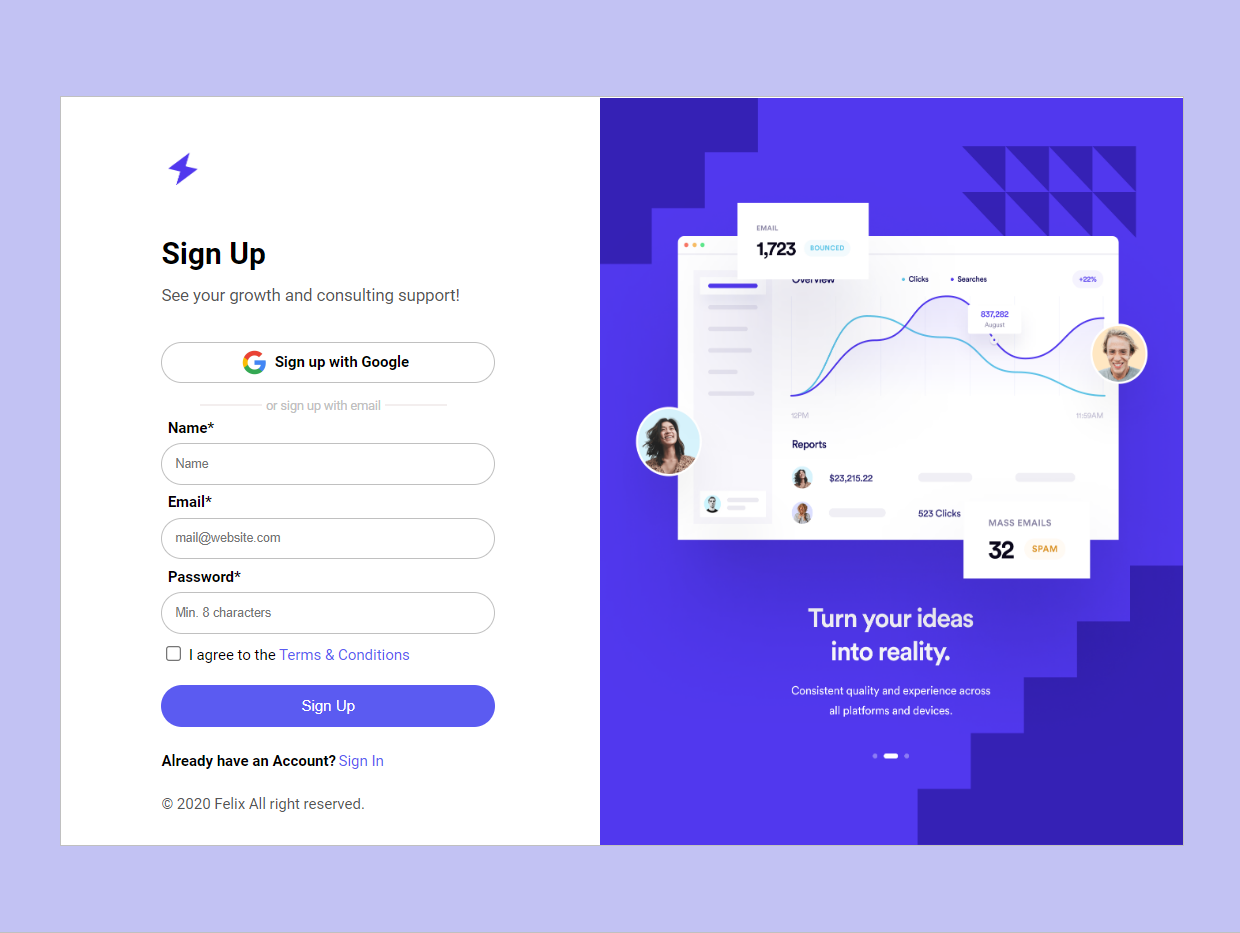 Sign Up
See your growth and consulting support!
Sign up with Google
or sign up with email
Name*
Name
Email*
mail@website.com
Password*
Min. 8 characters
I agree to the Terms & Conditions
Sign Up
Already have an Account? Sign In
© 2020 Felix All right reserved.
EMAIL
1,723 BOUNCED
Overview
Clicks
Searches
+22%
837,282
August
12PM
11:59AM
Reports
$23,215.22
523 Clicks
MASS EMAILS
32 SPAM
Turn your ideas
into reality.
Consistent quality and experience across
all platforms and devices.